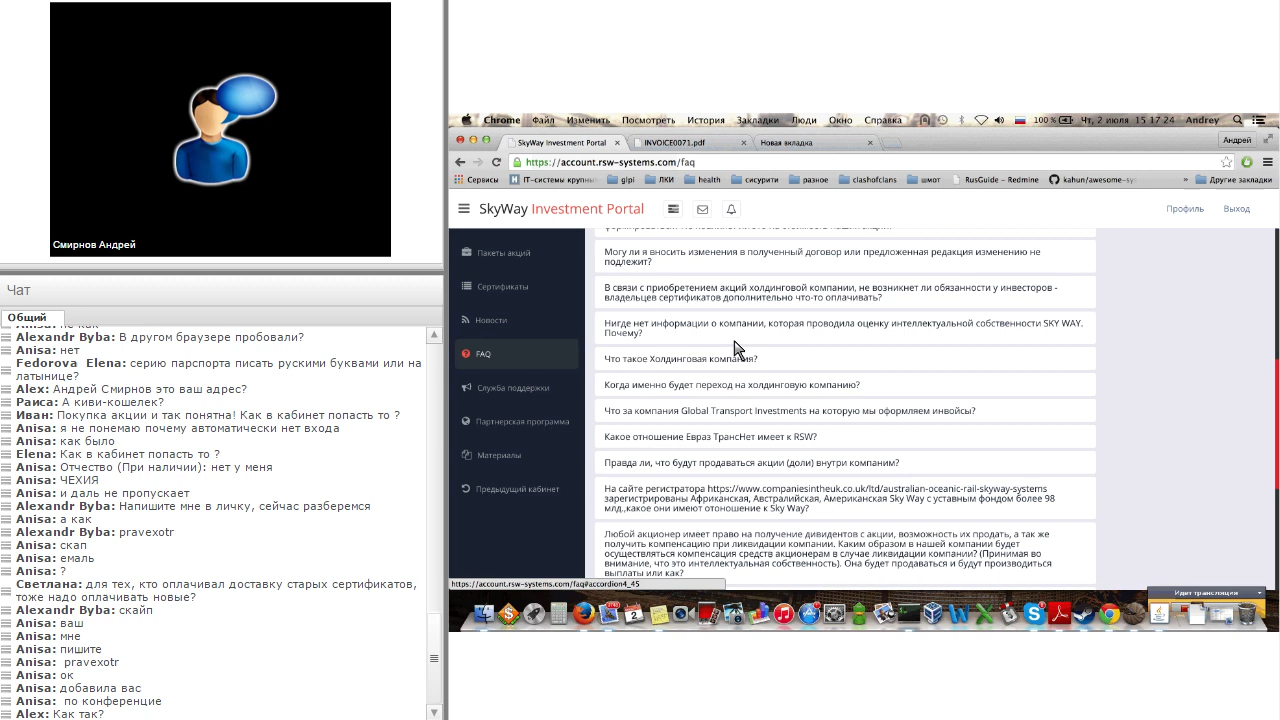 Смирнов Андрей
Чат
Общий
Anisa: не как
Alexandr Byba: В другом браузере пробовали?
Anisa: нет
Fedorova Elena: серию парспорта писать рускими буквами или на
латынице?
Alex: Андрей Смирнов это ваш адрес?
Раиса: А киви-кошелек?
Иван: Покупка акции и так понятна! Как в кабинет попасть то ?
Anisa: я не понемаю почему автоматически нет входа
Anisa: как было
Elena: Как в кабинет попасть то ?
Anisa: Отчество (При наличии): нет у меня
Anisa: ЧЕХИЯ
Anisa: и даль не пропускает
Alexandr Byba: Напишитьмне в личку, сейчас разберемся
Anisa: а как
Alexandr Byba: pravexotr
Anisa: скап
Anisa: емаль
Anisa: ?
Светлана: для тех, кто оплачивал доставку старых сертификатов,
тоже надо оплачивать новые?
Alexandr Byba: скайп
Anisa: ваш
Anisa: мне
Anisa: пишите
Anisa: pravexotr
Anisa: ок
Anisa: добавила вас
Anisa: по конференцие
Alex: Как так?
Chrome Файл Изменить Посмотреть История Закладки Люди Окно Справка 100 % Чт, 2 июля 15 17 24 Andrey
SkyWay Investment Portal INVOICE0071.pdf Новая вкладка Андрей
https://account.rsw-systems.com/faq
Сервисы IT-системы крупны glpi ЛКИ health сисурити разное clashofclans шмот RusGuide – Redmine kahun/awesome-sy » Другие закладки
SkyWay Investment Portal Профиль Выход
Пакеты акций
Сертификаты
Новости
FAQ
Служба поддержки
Партнерская программа
Материалы
Предыдущий кабинет
Могу ли я вносить изменения в полученный договор или предложенная редакция изменению не
подлежит?
В связи с приобретением акций холдинговой компании, не возникнет ли обязанности у инвесторов -
владельцев сертификатов дополнительно что-то оплачивать?
Нигде нет информации о компании, которая проводила оценку интеллектуальной собственности SKY WAY.
Почему?
Что такое Холдинговая компания?
Когда именно будет переход на холдинговую компанию?
Что за компания Global Transport Investments на которую мы оформляем инвойсы?
Какое отношение Евраз ТрансНет имеет к RSW?
Правда ли, что будут продаваться акции (доли) внутри компаним?
На сайте регистратора https://www.companiesintheuk.co.uk/ltd/australian-oceanic-rail-skyway-systems
зарегистрированы Африканская, Австралийская, Американская Sky Way с уставным фондом более 98
млд.,какое они имеют отоношение к Sky Way?
Любой акционер имеет право на получение дивидентов с акции, возможность их продать, а так же
получить компенсацию при ликвидации компании. Каким образом в нашей компании будет
осуществляться компенсация средств акционерам в случае ликвидации компании? (Принимая во
внимание, что это интеллектуальная собственность). Она будет продоваться и будут производиться
выплаты или как?
https://account.rsw-systems.com/faq#accordion4_45
Идет трансляция